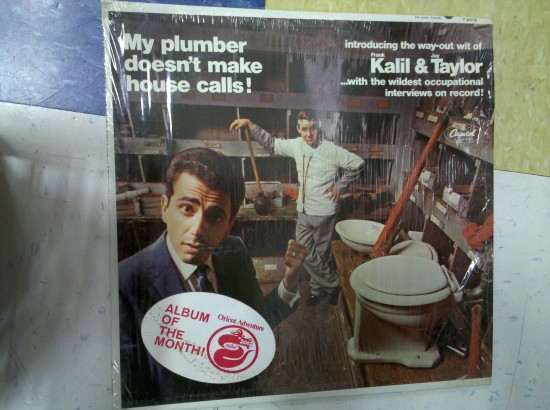 My plumber
doesn't make
house calls!
introducing the way-out wit of
Frank Jay
Kalil & Taylor
...with the wildest occupational
interviews on record!
Capitol
ALBUM
OF
THE
MONTH!
Orient Adventure